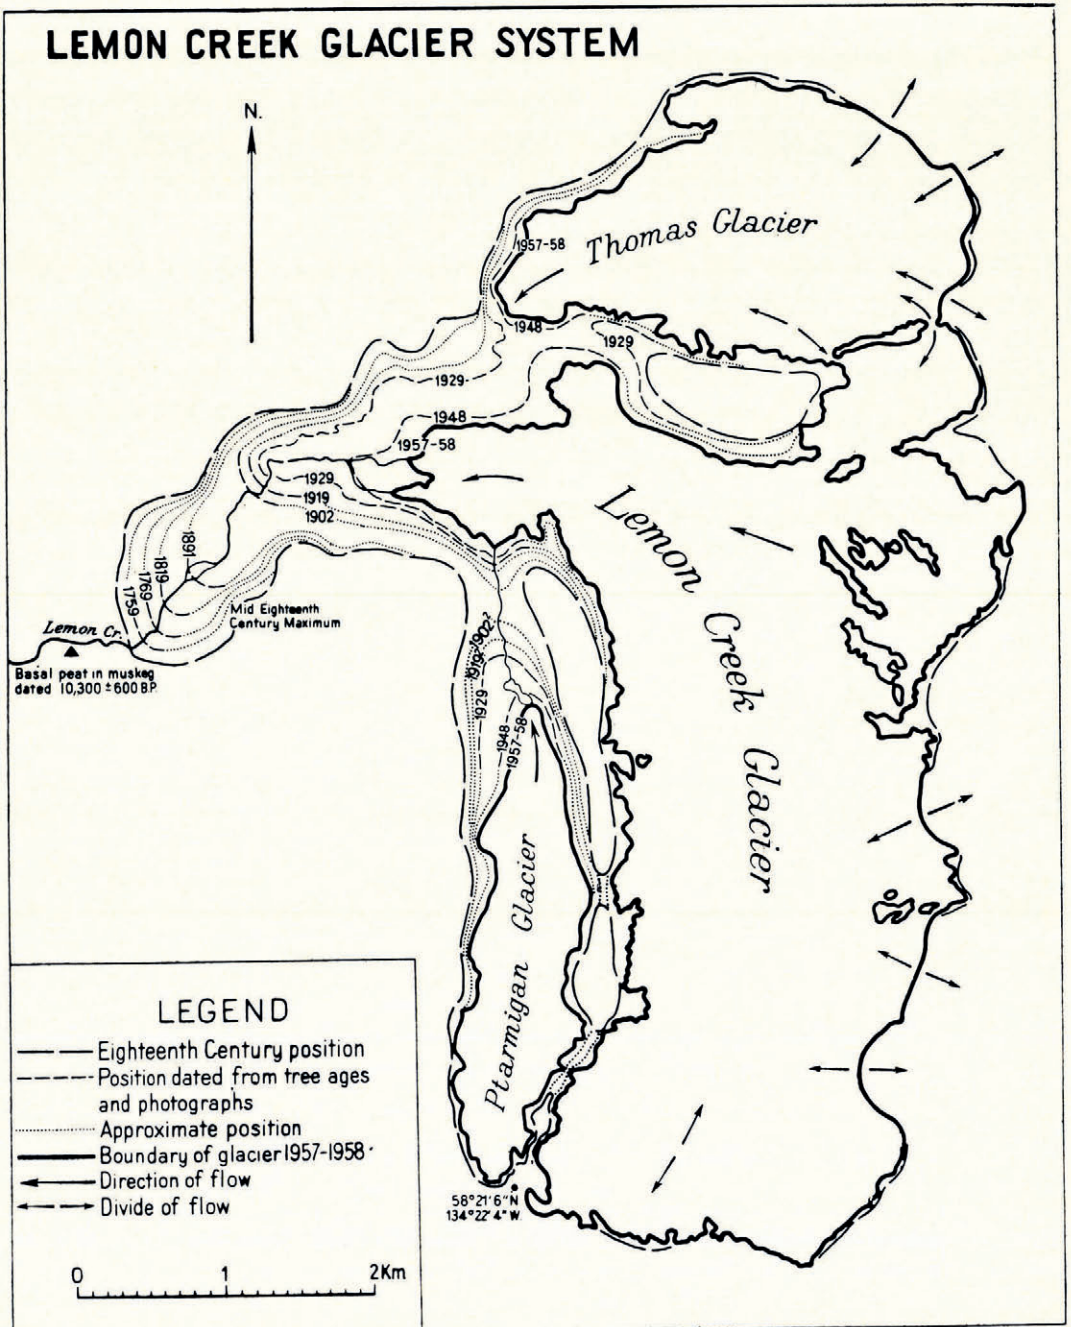 LEMON CREEK GLACIER SYSTEM
N.
Thomas Glacier
1957-58
1948
1929
1929
1948
1957-58
1929
1919
1902
1891
1819
1769
1759
Lemon Creek Glacier
Mid Eighteenth
Century Maximum
Lemon Cr.
Basal peat in muskeg
dated 10,300 ±600 B.P.
1902?
1919?
1929
1948
1957-58
Ptarmigan Glacier
58°21'6"N
134°22'4"W.
LEGEND
Eighteenth Century position
Position dated from tree ages
and photographs
Approximate position
Boundary of glacier 1957-1958
Direction of flow
Divide of flow
0 1 2Km